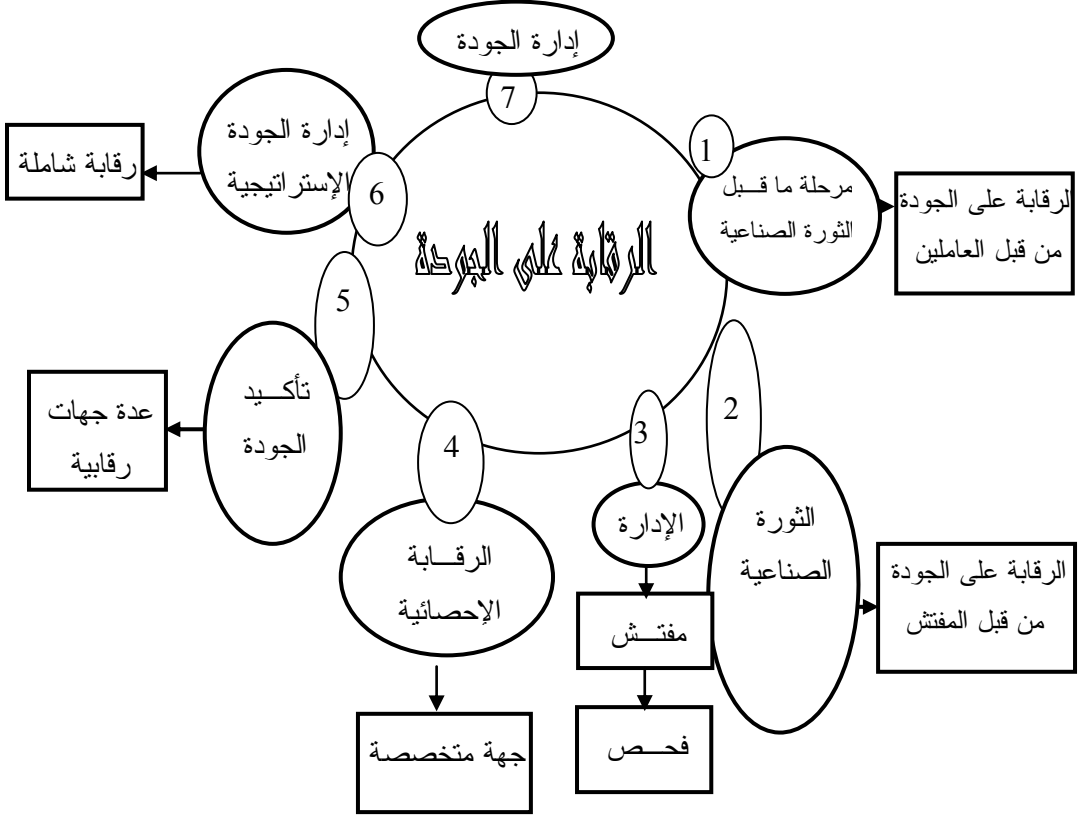 إدارة الجودة
7
إدارة الجودة
الإستراتيجية
6
رقابة شاملة
1
مرحلة ما قبل
الثورة الصناعية
الرقابة على الجودة
من قبل العاملين
الرقابة على الجودة
5
تأكيد
الجودة
عدة جهات
رقابية
2
الثورة
الصناعية
الرقابة على الجودة
من قبل المفتش
3
الإدارة
مفتش
فحص
4
الرقابة
الإحصائية
جهة متخصصة